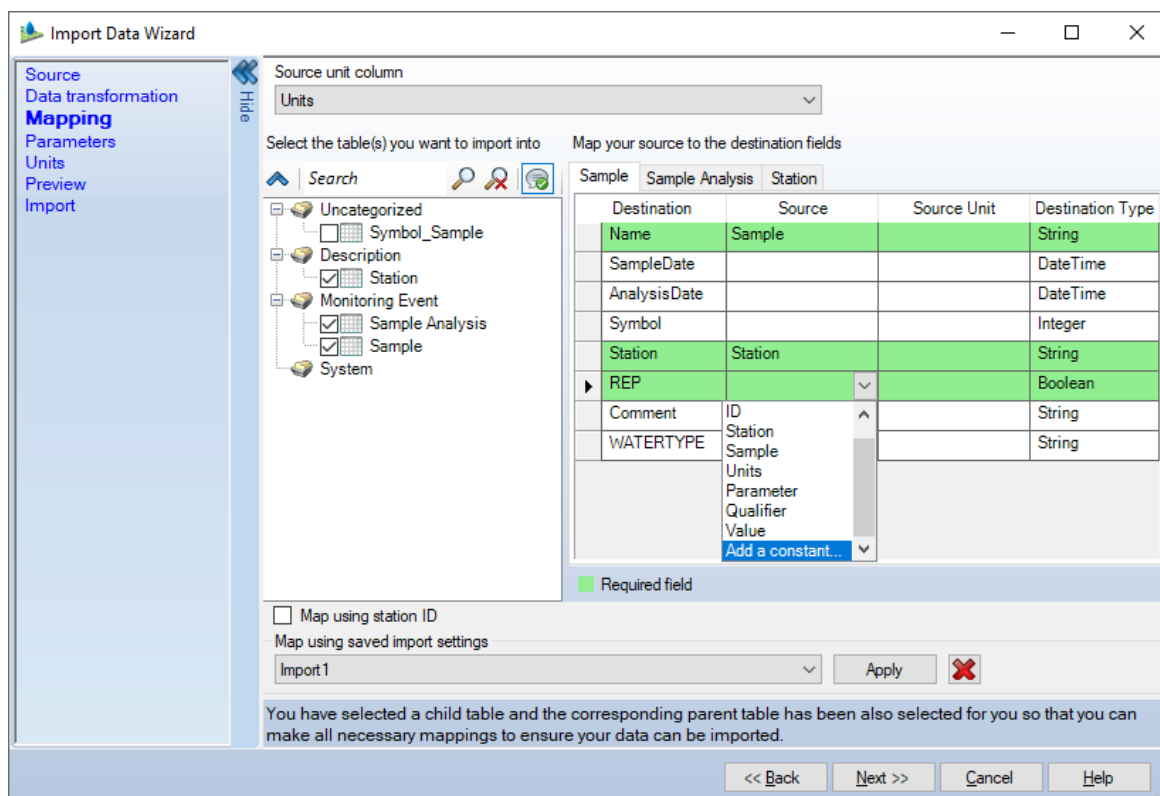 Import Data Wizard
Source
Data transformation
Mapping
Parameters
Units
Preview
Import
Hide
Source unit column
Units
Select the table(s) you want to import into
Search
Uncategorized
Symbol_Sample
Description
Station
Monitoring Event
Sample Analysis
Sample
System
Map your source to the destination fields
Sample Sample Analysis Station
Destination Source Source Unit Destination Type
Name Sample String
SampleDate DateTime
AnalysisDate DateTime
Symbol Integer
Station Station String
REP Boolean
Comment String
WATERTYPE String
ID
Station
Sample
Units
Parameter
Qualifier
Value
Add a constant...
Required field
Map using station ID
Map using saved import settings
Import1
Apply
You have selected a child table and the corresponding parent table has been also selected for you so that you can
make all necessary mappings to ensure your data can be imported.
<< Back Next >> Cancel Help